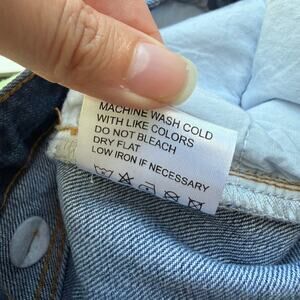 MACHINE WASH COLD
WITH LIKE COLORS
DO NOT BLEACH
DRY FLAT
LOW IRON IF NECESSARY